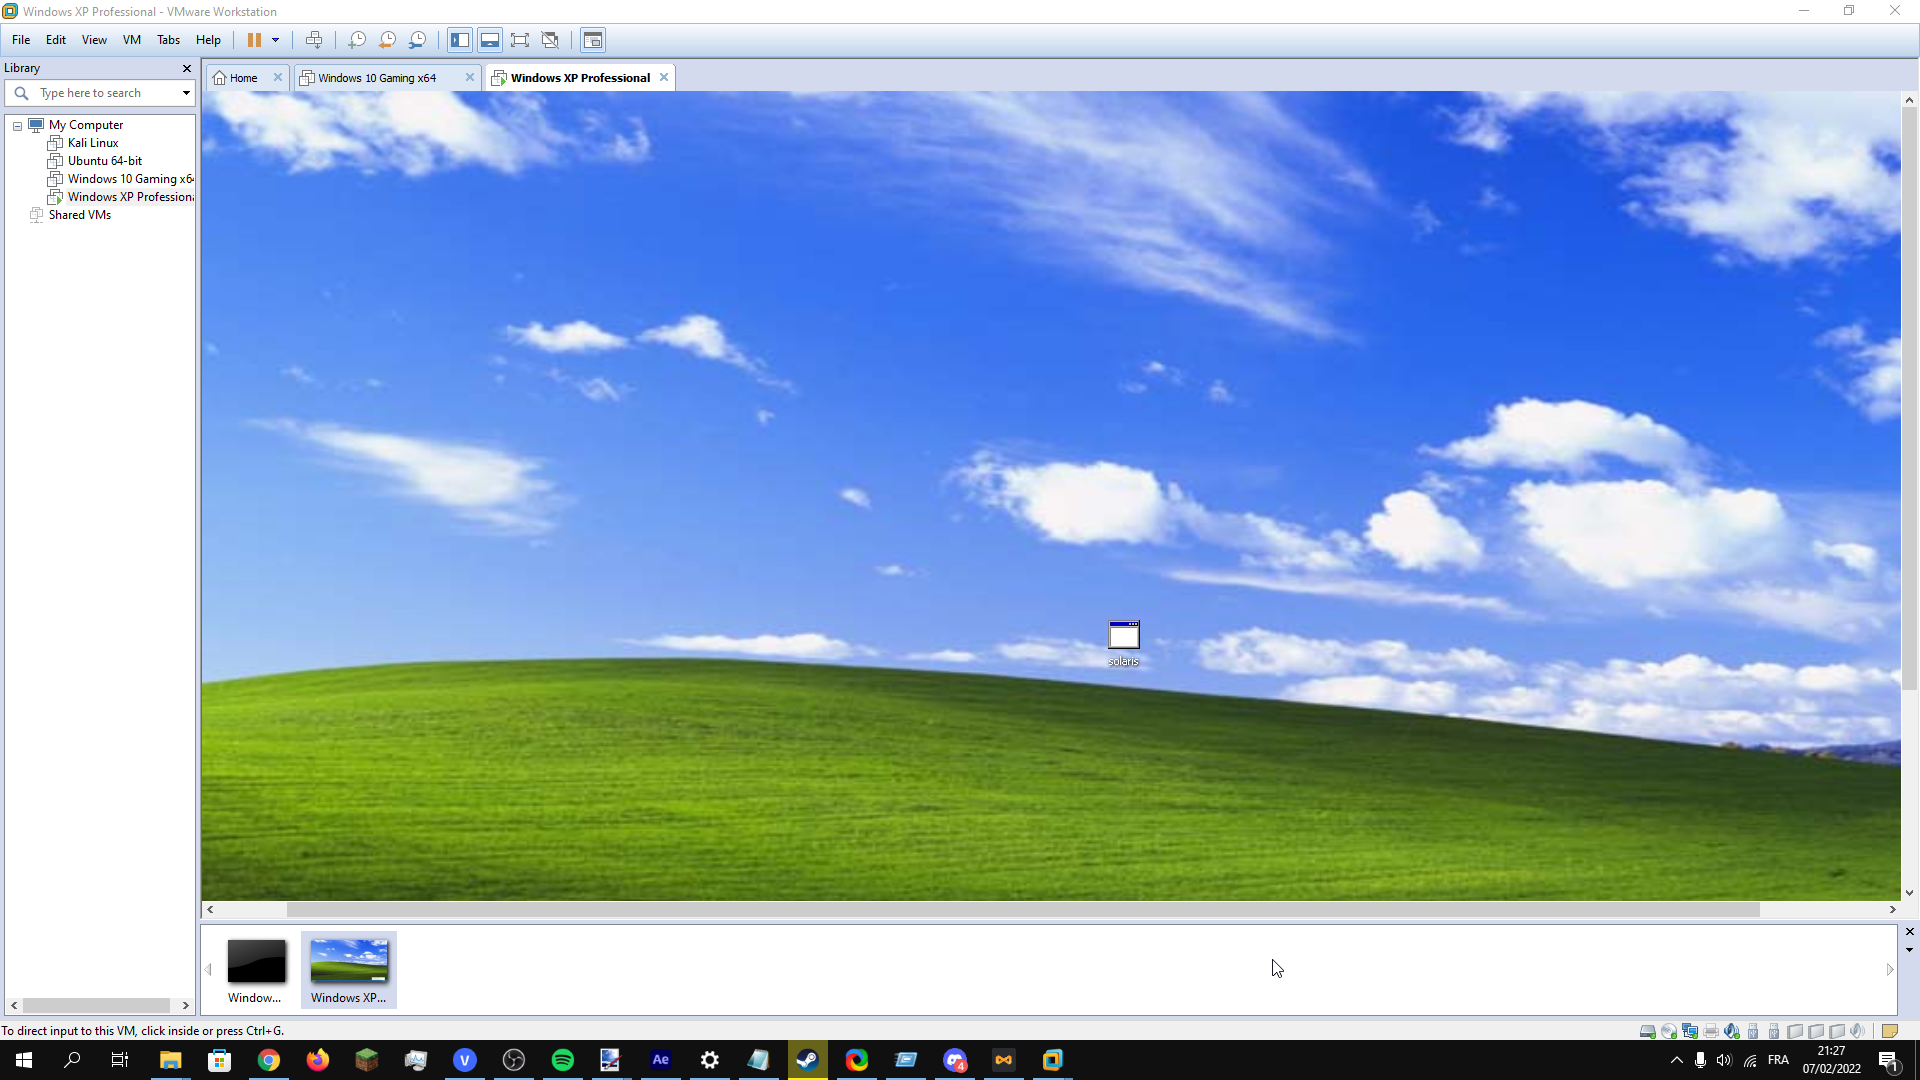 Windows XP Professional - VMware Workstation
File Edit View VM Tabs Help
Library
Type here to search
My Computer
Kali Linux
Ubuntu 64-bit
Windows 10 Gaming x64
Windows XP Professiona
Shared VMs
Home
Windows 10 Gaming x64
Windows XP Professional
solaris
Window...
Windows XP...
To direct input to this VM, click inside or press Ctrl+G.
V
Ae
4
FRA
21:27
07/02/2022
1